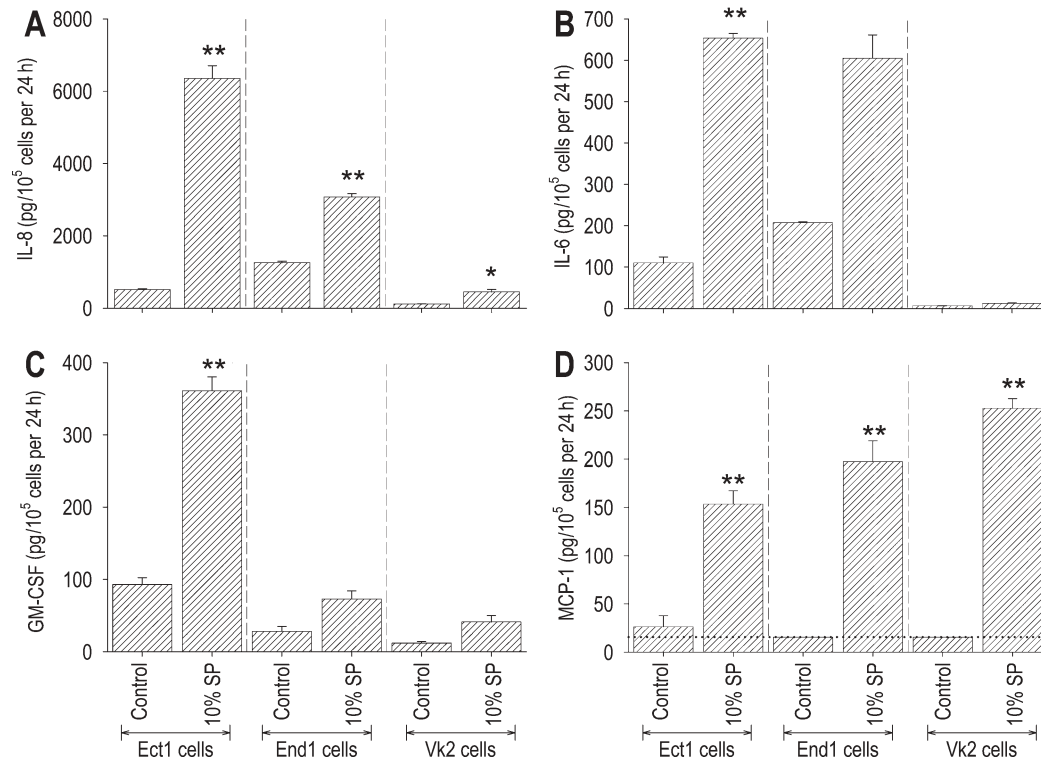 A
IL-8 (pg/10⁵ cells per 24 h)
8000
6000
4000
2000
0
**
**
*
B
IL-6 (pg/10⁵ cells per 24 h)
700
600
500
400
300
200
100
0
**
C
GM-CSF (pg/10⁵ cells per 24 h)
400
300
200
100
0
**
Control
10% SP
Control
10% SP
Control
10% SP
Ect1 cells
End1 cells
Vk2 cells
D
MCP-1 (pg/10⁵ cells per 24 h)
300
250
200
150
100
50
0
**
**
**
Control
10% SP
Control
10% SP
Control
10% SP
Ect1 cells
End1 cells
Vk2 cells